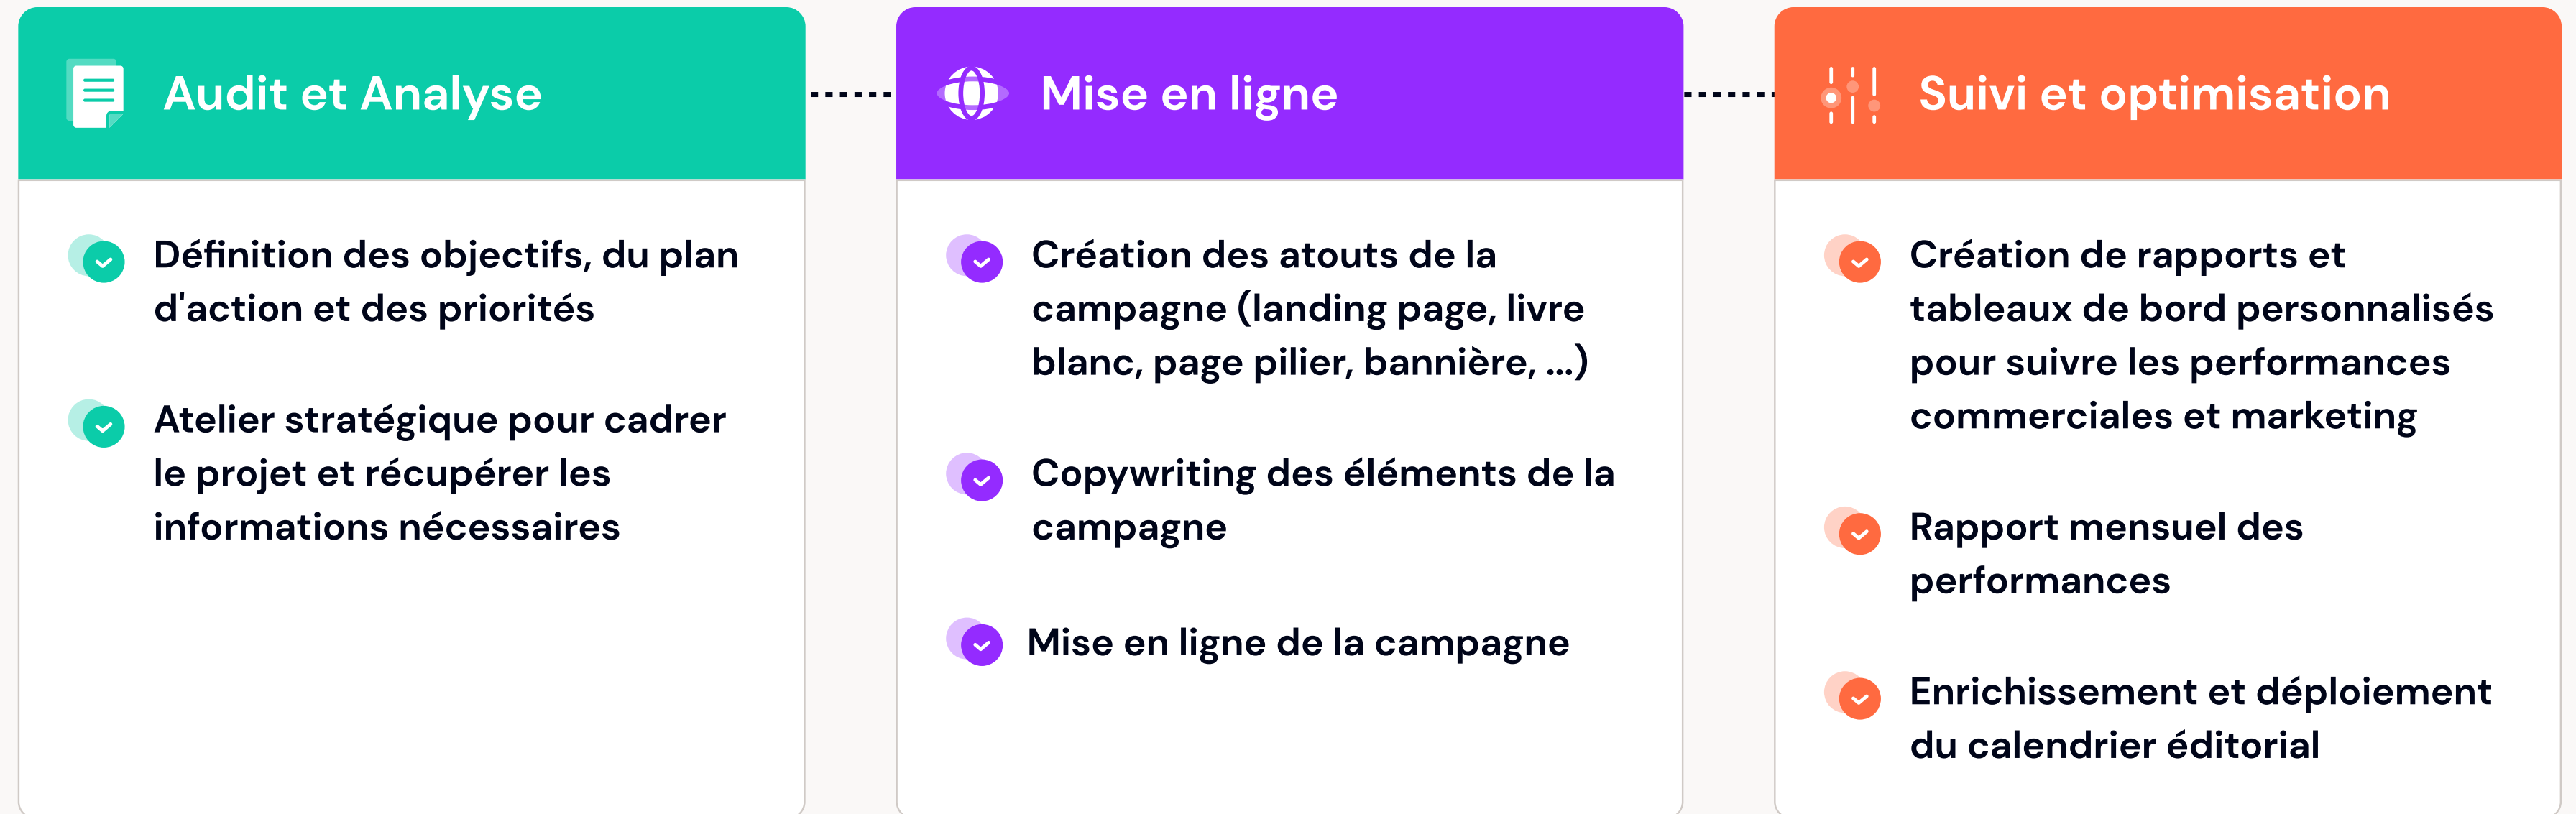 Audit et Analyse
Définition des objectifs, du plan
d'action et des priorités
Atelier stratégique pour cadrer
le projet et récupérer les
informations nécessaires
Mise en ligne
Création des atouts de la
campagne (landing page, livre
blanc, page pilier, bannière, ...)
Copywriting des éléments de la
campagne
Mise en ligne de la campagne
Suivi et optimisation
Création de rapports et
tableaux de bord personnalisés
pour suivre les performances
commerciales et marketing
Rapport mensuel des
performances
Enrichissement et déploiement
du calendrier éditorial